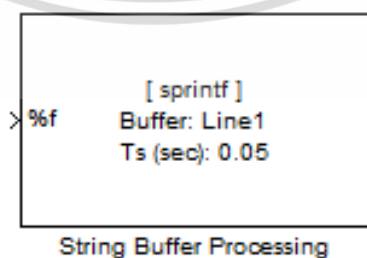 [ sprintf ]
%f Buffer: Line1
Ts (sec): 0.05
String Buffer Processing